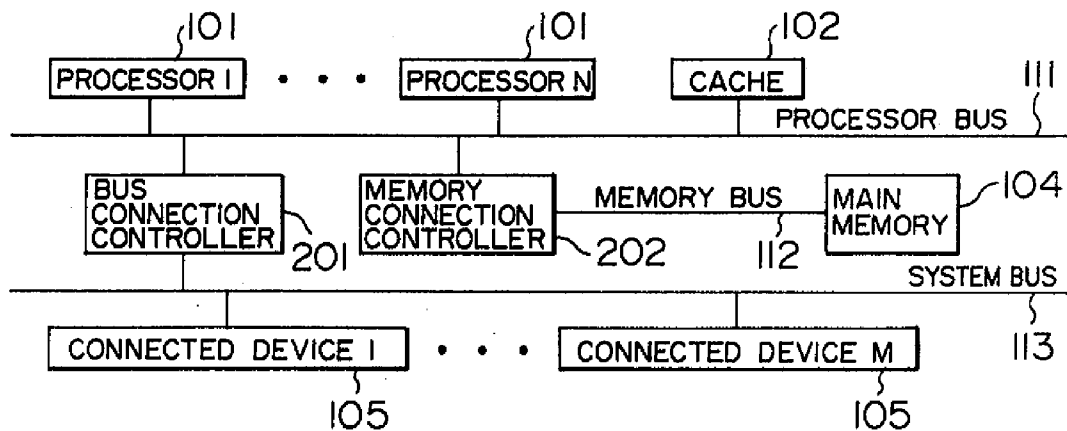 101
101
102
PROCESSOR 1
PROCESSOR N
CACHE
111
PROCESSOR BUS
BUS
CONNECTION
CONTROLLER
201
MEMORY
CONNECTION
CONTROLLER
202
MEMORY BUS
112
MAIN
MEMORY
104
SYSTEM BUS
113
CONNECTED DEVICE 1
CONNECTED DEVICE M
105
105